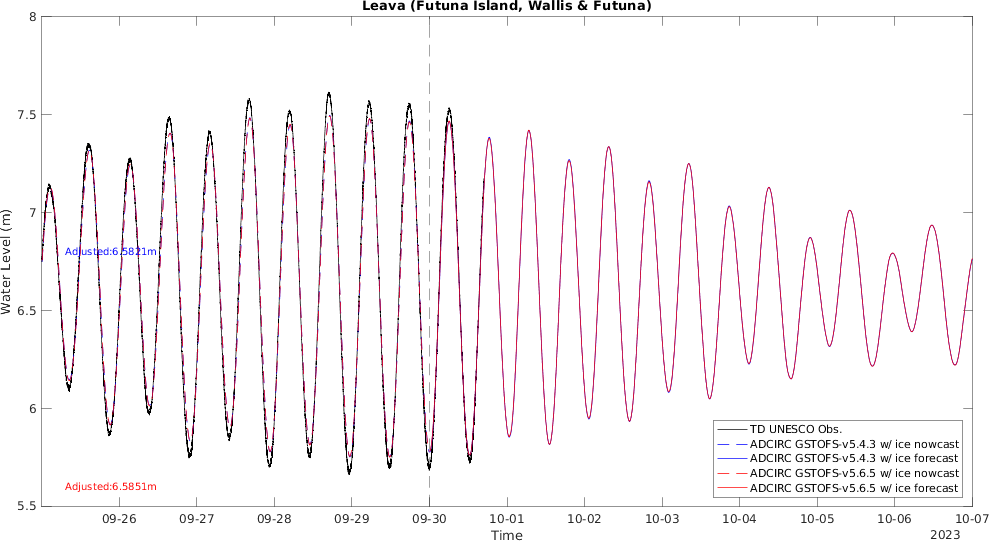 Leava (Futuna Island, Wallis & Futuna)
8
7.5
7
6.5
6
5.5
Water Level (m)
Adjusted:6.5821m
Adjusted:6.5851m
TD UNESCO Obs.
ADCIRC GSTOFS-v5.4.3 w/ ice nowcast
ADCIRC GSTOFS-v5.4.3 w/ ice forecast
ADCIRC GSTOFS-v5.6.5 w/ ice nowcast
ADCIRC GSTOFS-v5.6.5 w/ ice forecast
09-26 09-27 09-28 09-29 09-30 10-01 10-02 10-03 10-04 10-05 10-06 10-07
Time
2023